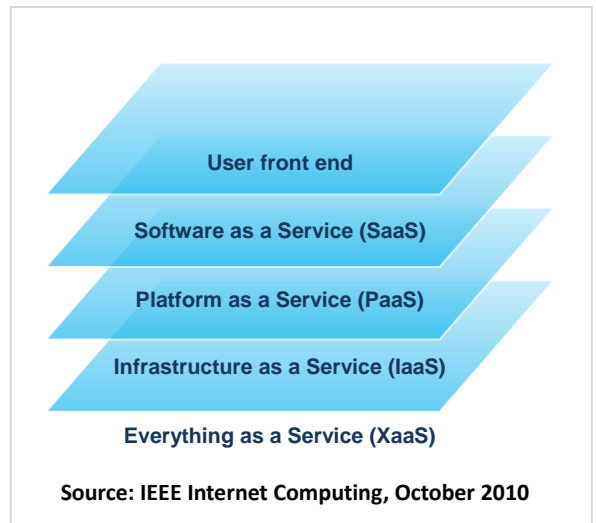 User front end
Software as a Service (SaaS)
Platform as a Service (PaaS)
Infrastructure as a Service (IaaS)
Everything as a Service (XaaS)
Source: IEEE Internet Computing, October 2010